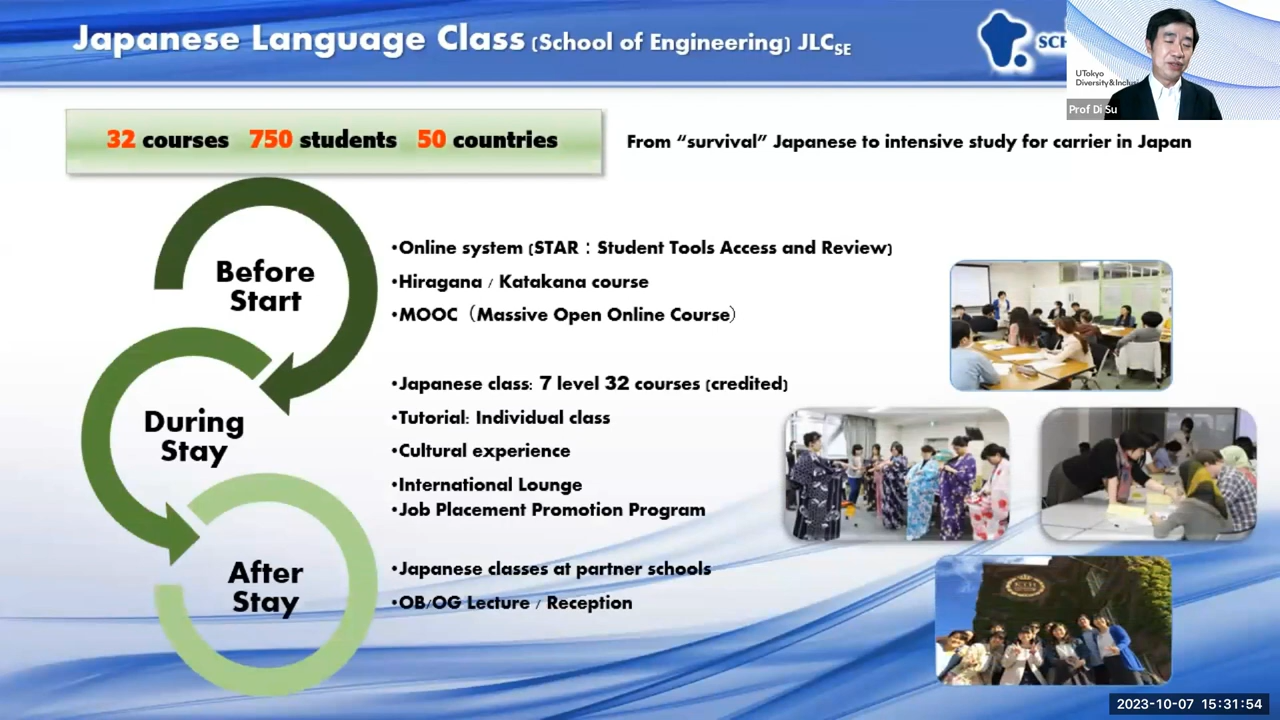 Japanese Language Class (School of Engineering) JLCSE
SCH
UTokyo
Diversity&Inclusi
Prof Di Su
32 courses 750 students 50 countries
From “survival” Japanese to intensive study for carrier in Japan
Before
Start
•Online system (STAR：Student Tools Access and Review)
•Hiragana / Katakana course
•MOOC（Massive Open Online Course）
During
Stay
•Japanese class: 7 level 32 courses (credited)
•Tutorial: Individual class
•Cultural experience
•International Lounge
•Job Placement Promotion Program
After
Stay
•Japanese classes at partner schools
•OB/OG Lecture / Reception
2023-10-07 15:31:54